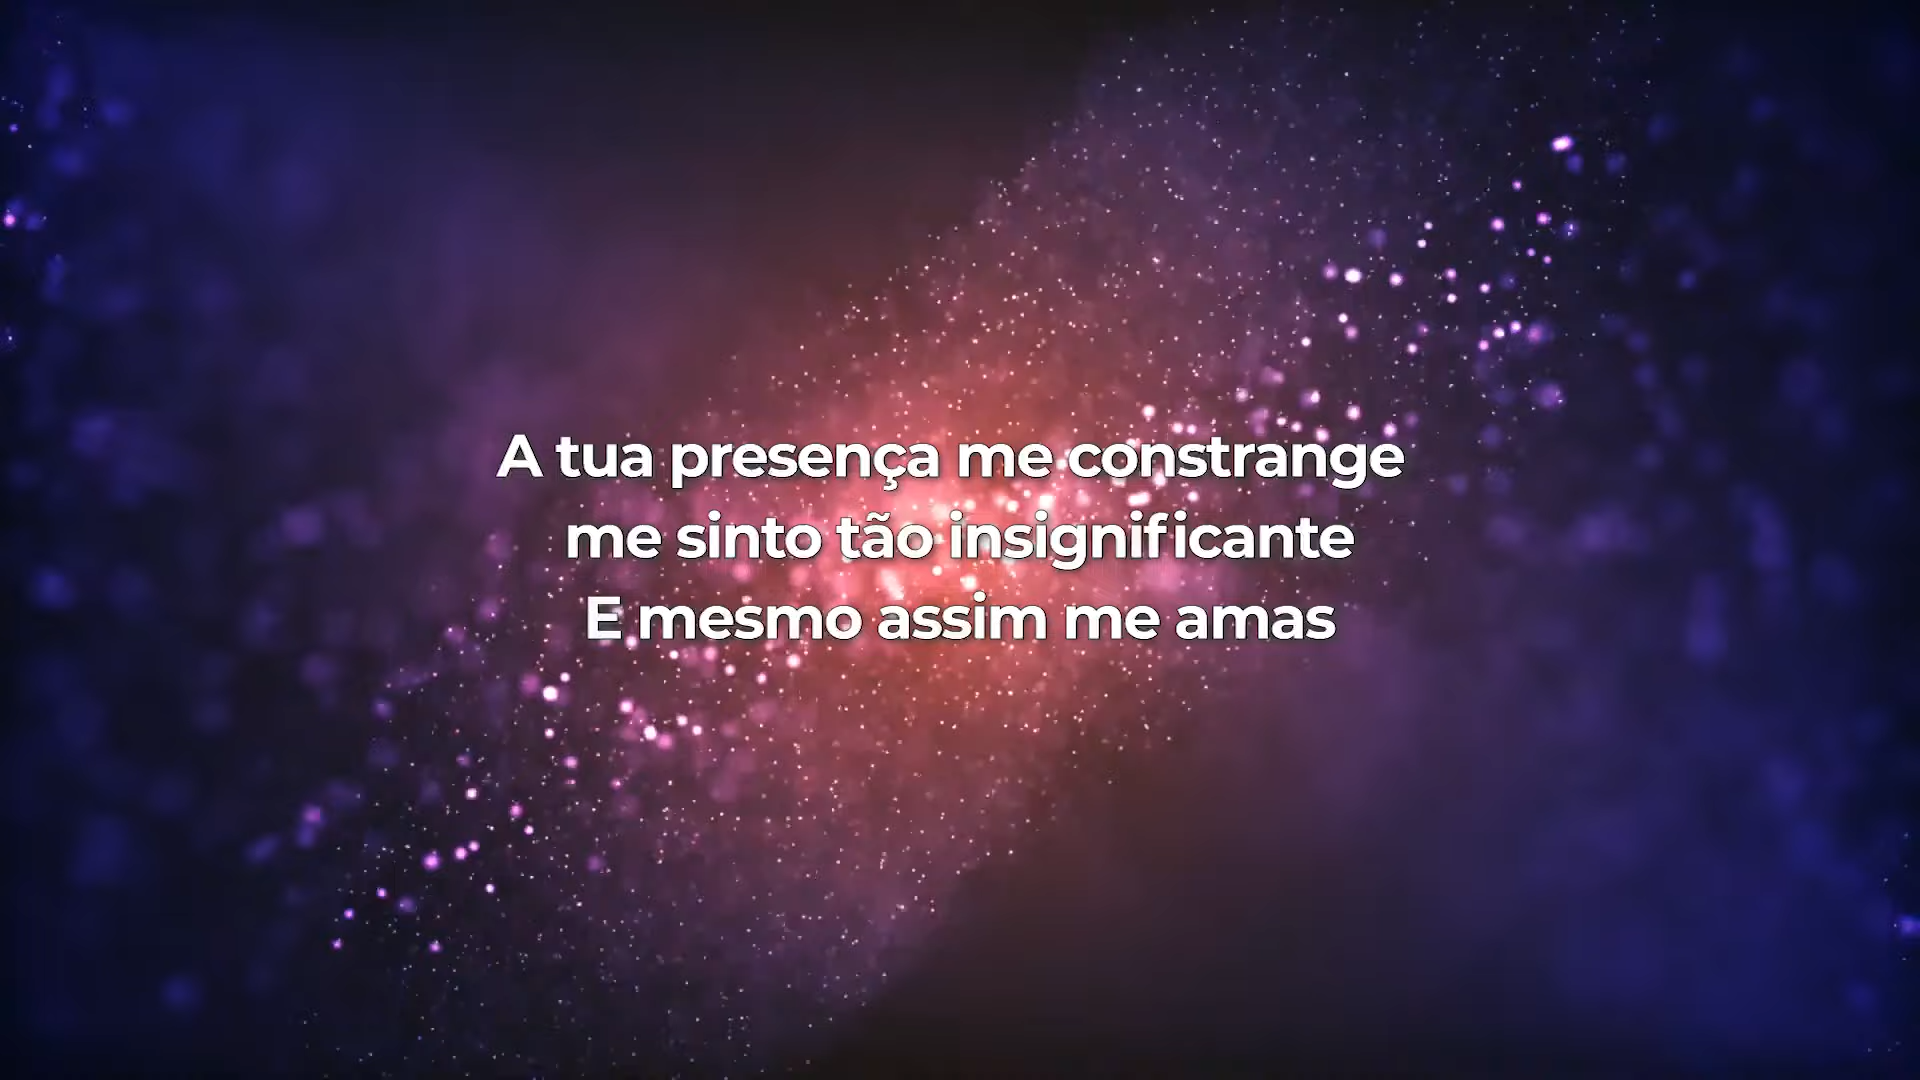 A tua presença me constrange
me sinto tão insignificante
E mesmo assim me amas